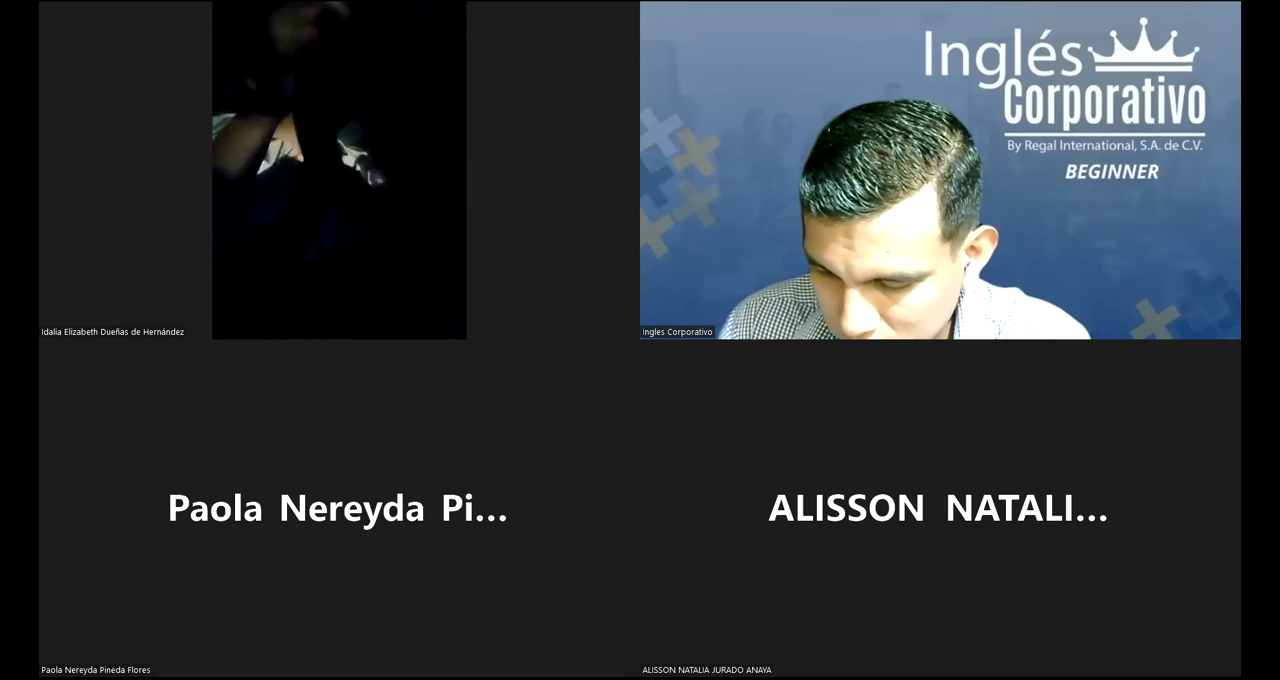 Inglés
Corporativo
By Regal International, S.A. de C.V.
BEGINNER
Idalia Elizabeth Dueñas de Hernández
Ingles Corporativo
Paola Nereyda Pi...
ALISSON NATALI...
Paola Nereyda Pineda Flores
ALISSON NATALIA JURADO ANAYA